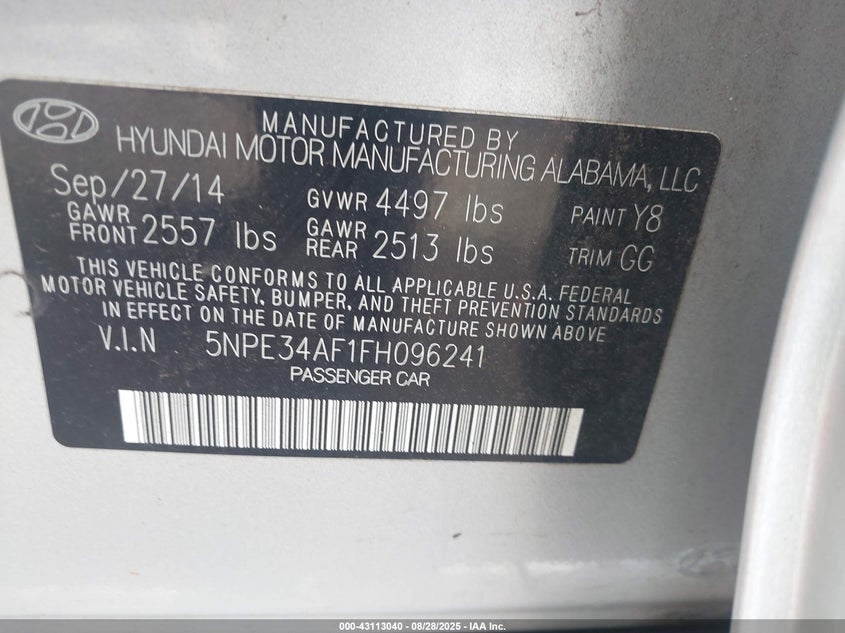 MANUFACTURED BY
HYUNDAI MOTOR MANUFACTURING ALABAMA, LLC
Sep/27/14 GVWR 4497 lbs PAINT Y8
GAWR FRONT 2557 lbs GAWR REAR 2513 lbs TRIM GG
THIS VEHICLE CONFORMS TO ALL APPLICABLE U.S.A. FEDERAL
MOTOR VEHICLE SAFETY, BUMPER, AND THEFT PREVENTION STANDARDS
IN EFFECT ON THE DATE OF MANUFACTURE SHOWN ABOVE
V.I.N 5NPE34AF1FH096241
PASSENGER CAR
000-43113040 | 08/28/2025 - IAA Inc.